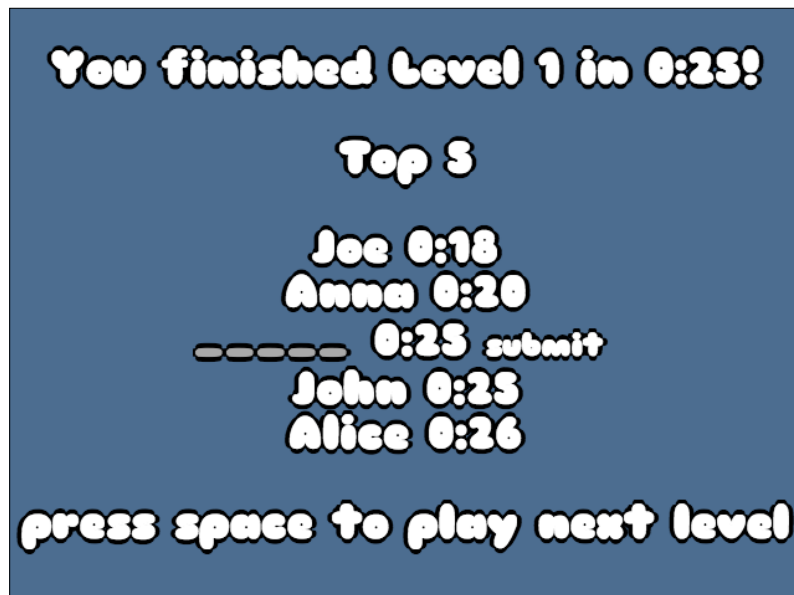 You finished Level 1 in 0:25!
Top 5
Joe 0:18
Anna 0:20
_____ 0:25 submit
John 0:25
Alice 0:26
press space to play next level